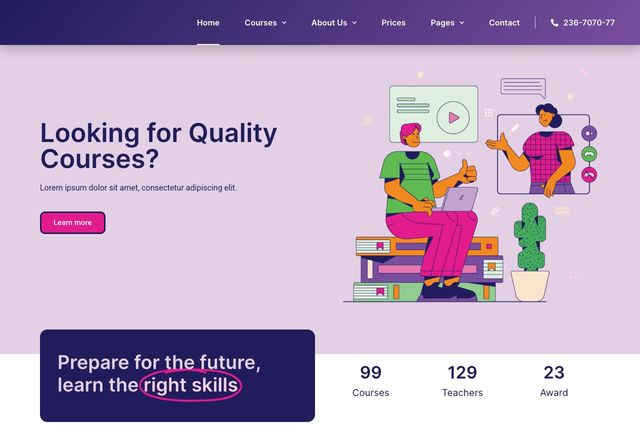 Home Courses About Us Prices Pages Contact 236-7070-77
Looking for Quality
Courses?
Lorem ipsum dolor sit amet, consectetur adipiscing elit.
Learn more
Prepare for the future,
learn the right skills
99 129 23
Courses Teachers Award